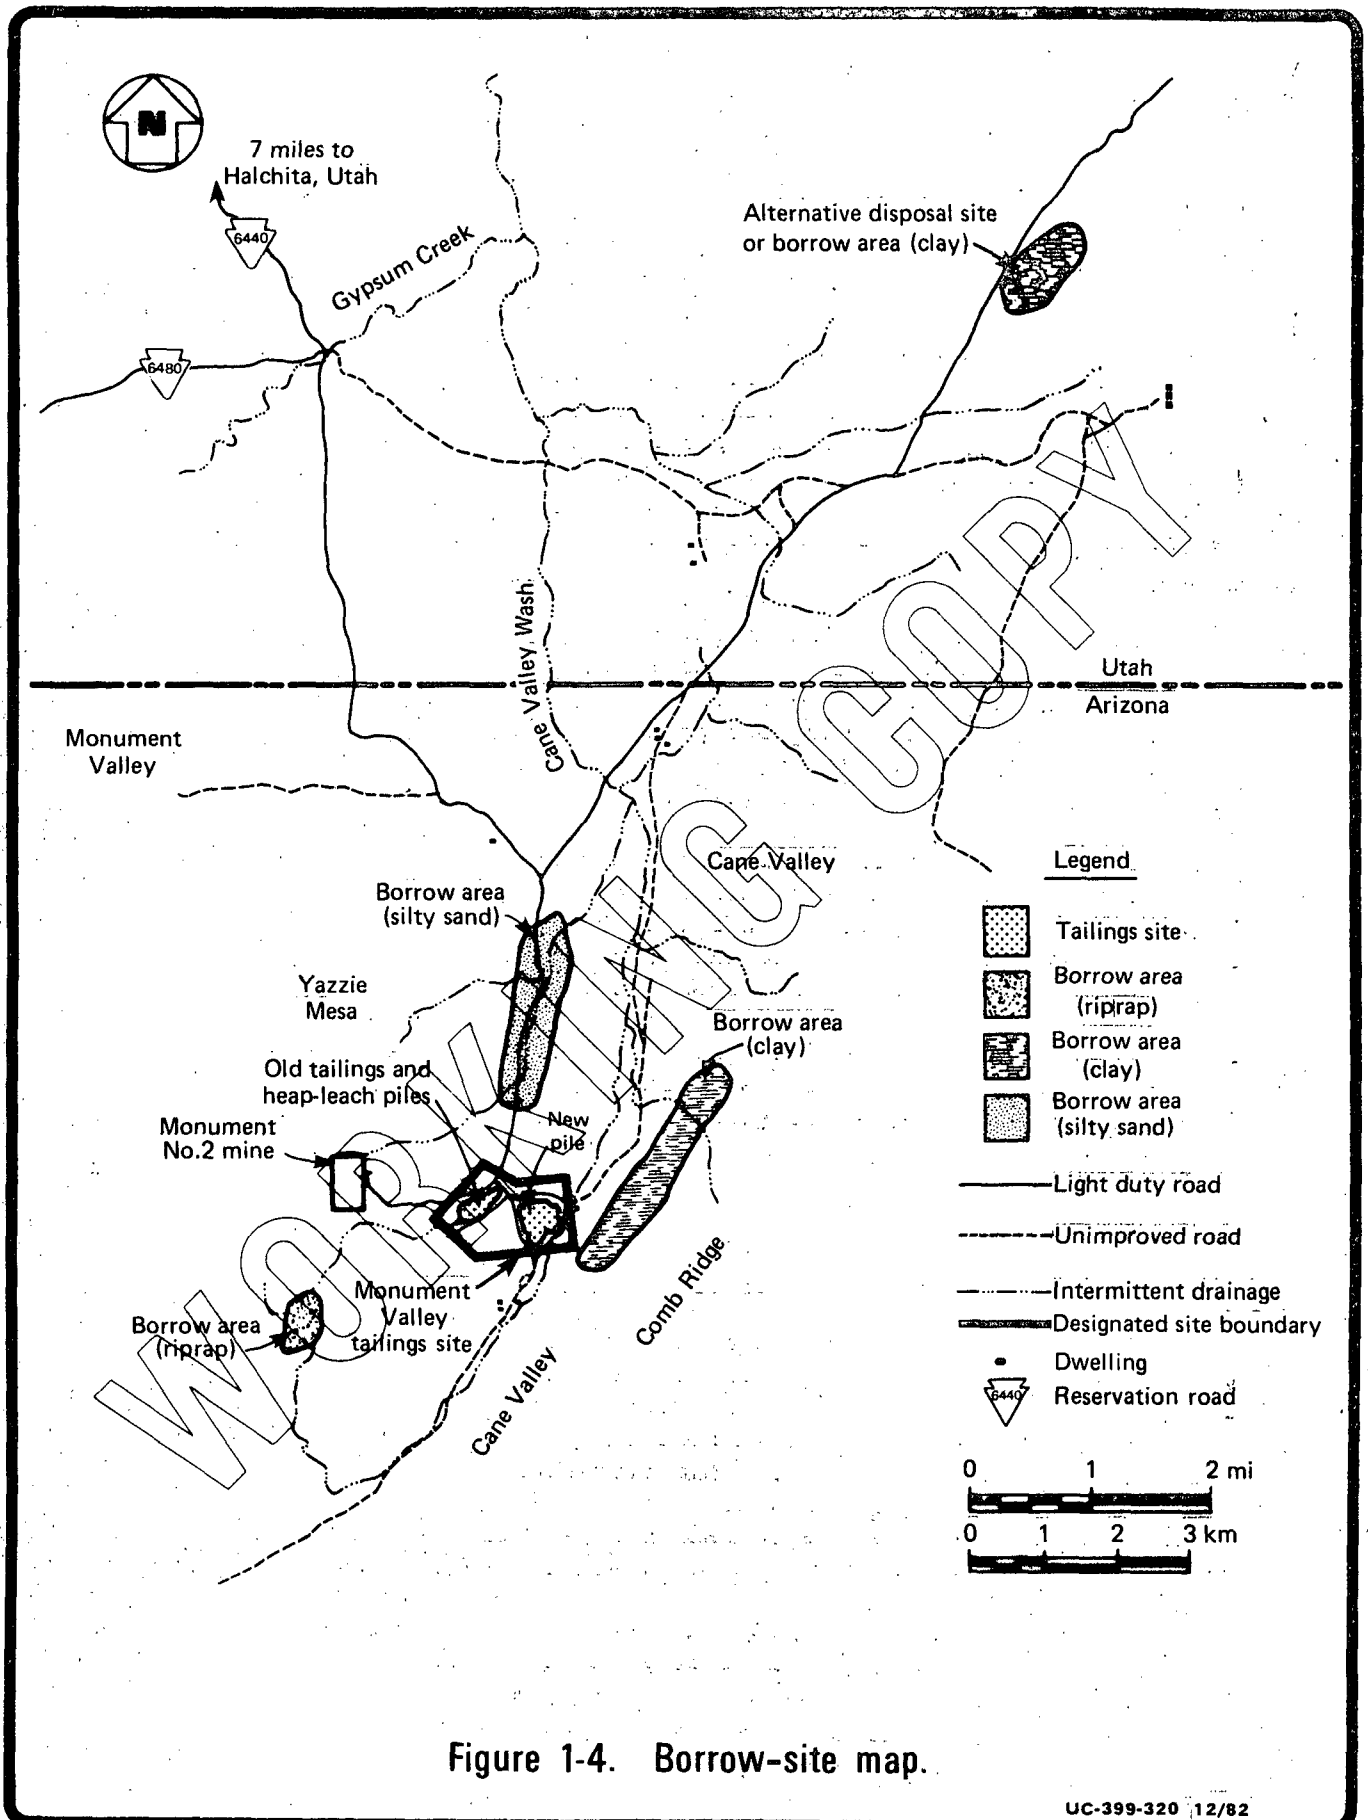 N
7 miles to
Halchita, Utah
6440
Gypsum Creek
6480
Alternative disposal site
or borrow area (clay)
Cane Valley Wash
Utah
Arizona
Monument
Valley
Cane Valley
Borrow area
(silty sand)
Yazzie
Mesa
Borrow area
(clay)
Old tailings and
heap-leach piles
New
pile
Monument
No.2 mine
Monument
Valley
tailings site
Borrow area
(riprap)
Comb Ridge
Cane Valley
WORKING COPY
Legend
Tailings site
Borrow area
(riprap)
Borrow area
(clay)
Borrow area
(silty sand)
Light duty road
Unimproved road
Intermittent drainage
Designated site boundary
Dwelling
6440
Reservation road
0 1 2 mi
0 1 2 3 km
Figure 1-4. Borrow-site map.
UC-399-320 12/82